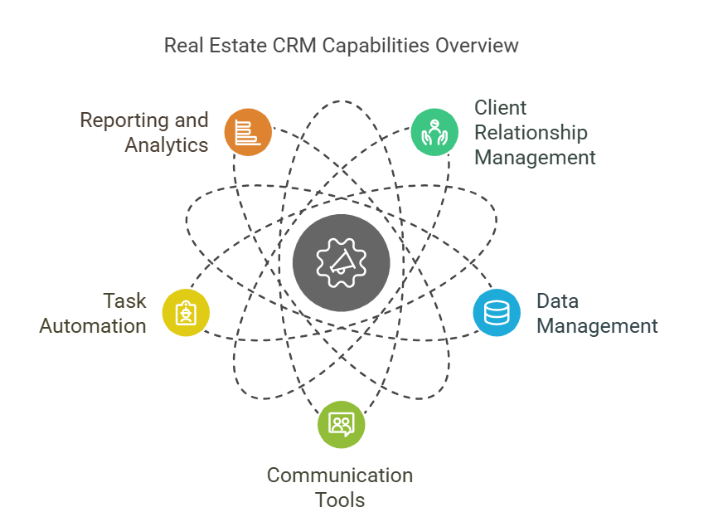 Real Estate CRM Capabilities Overview
Reporting and
Analytics
Client
Relationship
Management
Task
Automation
Data
Management
Communication
Tools